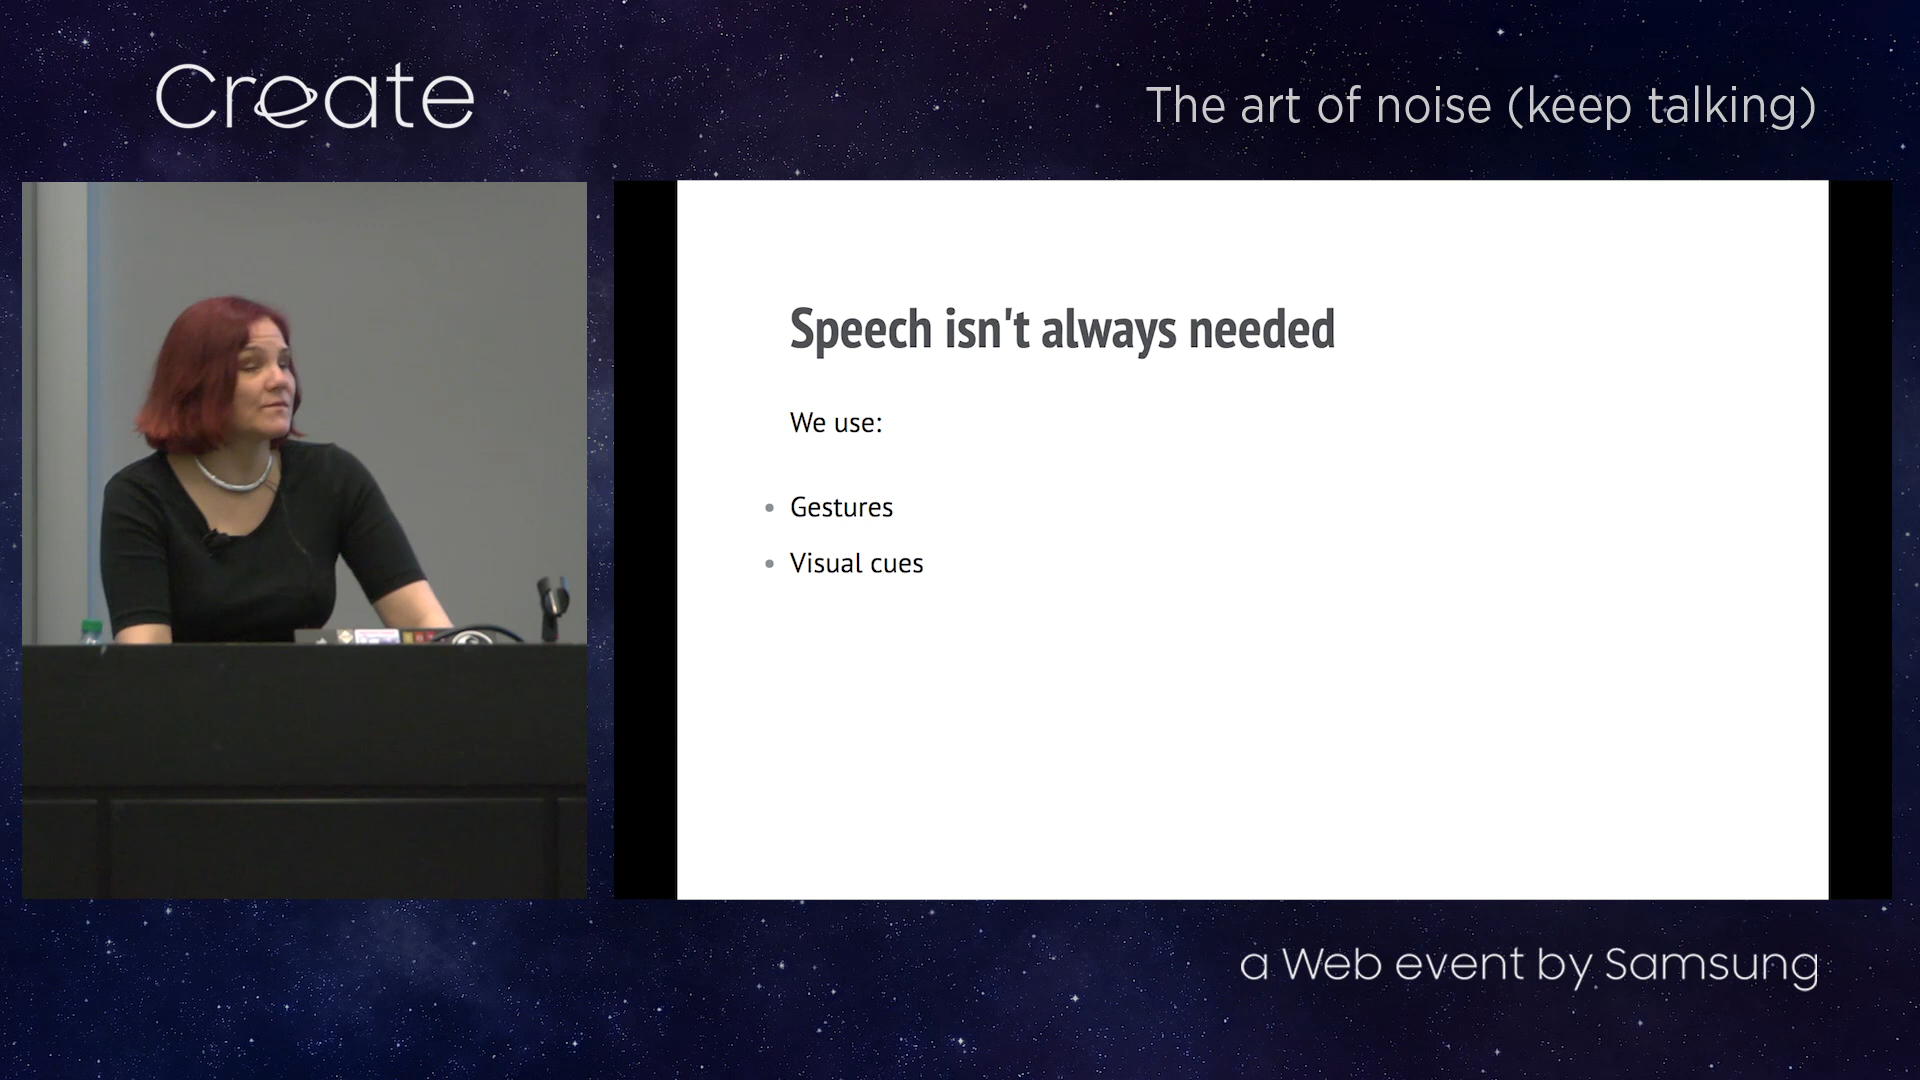 Create
The art of noise (keep talking)
Speech isn't always needed
We use:
• Gestures
• Visual cues
a Web event by Samsung